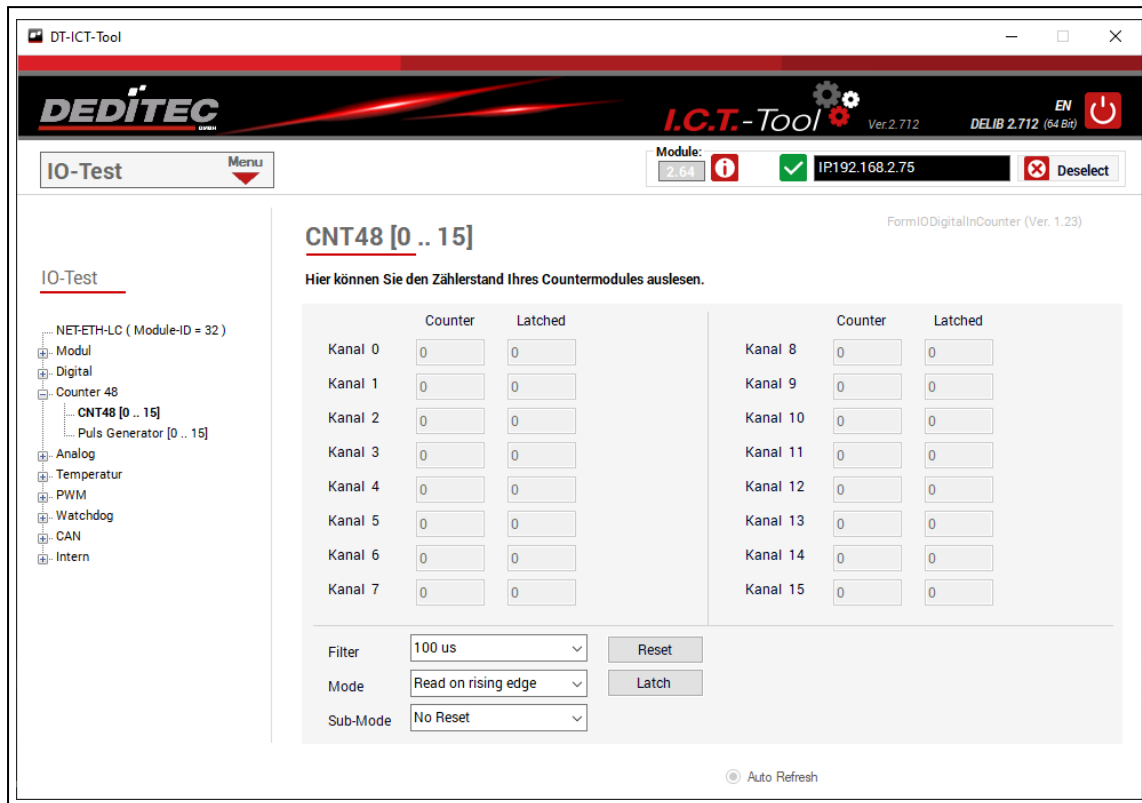 DT-ICT-Tool
DEDITEC
GMBH
I.C.T.-Tool
Ver.2.712
EN
DELIB 2.712 (64 Bit)
IO-Test
Menu
Module:
2.64
IP.192.168.2.75
Deselect
FormIODigitalInCounter (Ver. 1.23)
CNT48 [0 .. 15]
Hier können Sie den Zählerstand Ihres Countermodules auslesen.
IO-Test
NET-ETH-LC ( Module-ID = 32 )
Modul
Digital
Counter 48
CNT48 [0 .. 15]
Puls Generator [0 .. 15]
Analog
Temperatur
PWM
Watchdog
CAN
Intern
Counter Latched Counter Latched
Kanal 0 0 0 Kanal 8 0 0
Kanal 1 0 0 Kanal 9 0 0
Kanal 2 0 0 Kanal 10 0 0
Kanal 3 0 0 Kanal 11 0 0
Kanal 4 0 0 Kanal 12 0 0
Kanal 5 0 0 Kanal 13 0 0
Kanal 6 0 0 Kanal 14 0 0
Kanal 7 0 0 Kanal 15 0 0
Filter 100 us Reset
Mode Read on rising edge Latch
Sub-Mode No Reset
Auto Refresh